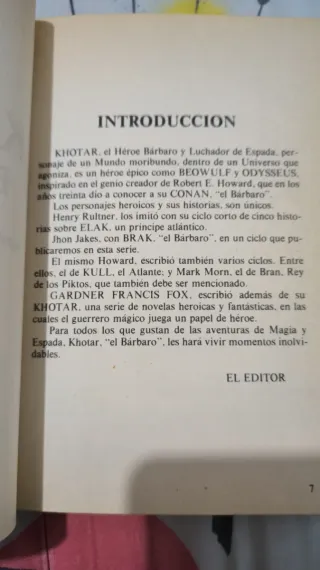 INTRODUCCION
KHOTAR, el Héroe Bárbaro y Luchador de Espada, per-
sonaje de un Mundo moribundo, dentro de un Universo que
agoniza, es un héroe épico como BEOWULF y ODYSSEUS,
inspirado en el genio creador de Robert E. Howard, que en los
años treinta dio a conocer a su CONAN, "el Bárbaro".
Los personajes heroicos y sus historias, son únicos.
Henry Rultner, los imitó con su ciclo corto de cinco histo-
rias sobre ELAK, un príncipe atlántico.
Jhon Jakes, con BRAK, "el bárbaro", en un ciclo que pu-
blicaremos en esta serie.
El mismo Howard, escribió también varios ciclos. Entre
ellos, el de KULL, el Atlante; y Mark Morn, el de Bran, Rey
de los Piktos, que también debe ser mencionado.
GARDNER FRANCIS FOX, escribió además de su
KHOTAR, una serie de novelas heroicas y fantásticas, en las
cuales el guerrero mágico juega un papel de héroe.
Para todos los que gustan de las aventuras de Magia y
Espada, Khotar, "el Bárbaro", les hará vivir momentos inolvi-
dables.
EL EDITOR
7